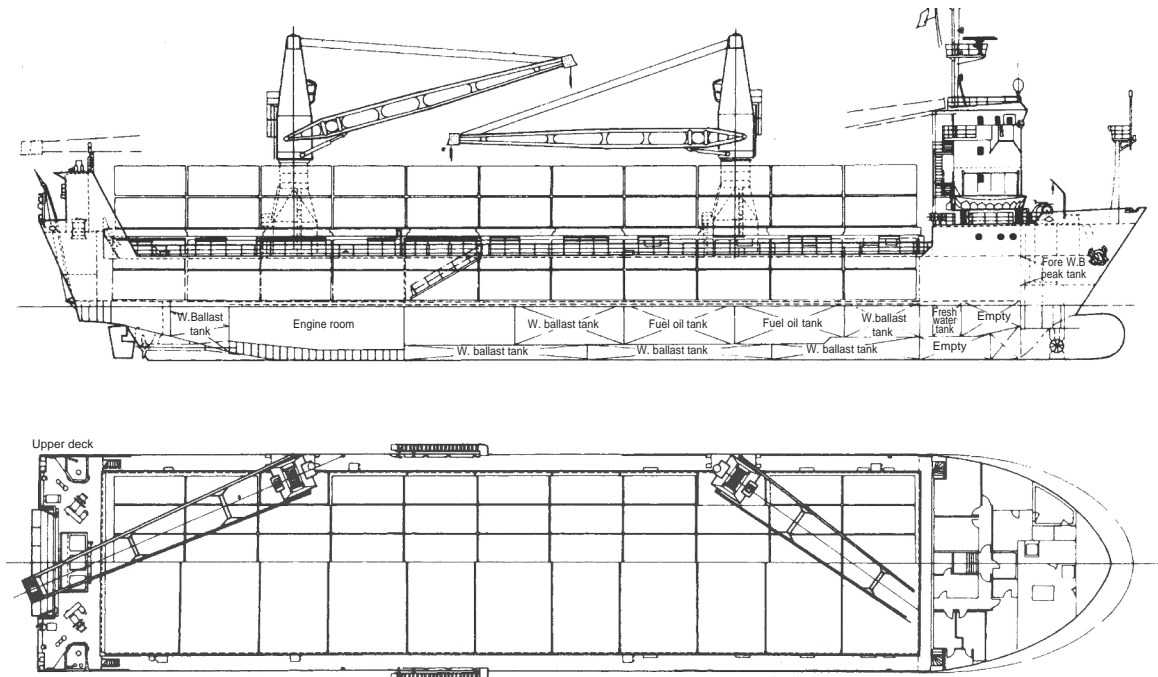 Fore W.B
peak tank
W.Ballast
tank
Engine room
W. ballast tank
Fuel oil tank
Fuel oil tank
W.ballast
tank
Fresh
water
tank
Empty
W. ballast tank
W. ballast tank
W. ballast tank
Empty
Upper deck